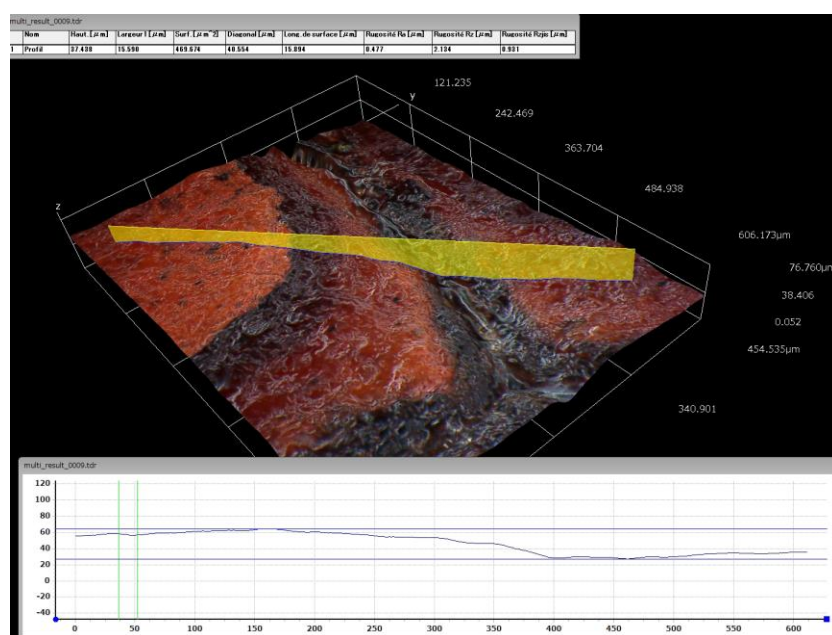 multi_result_0009.tdr
Nom Haut.[μm] Largeur1[μm] Surf.[μm^2] Diagonal[μm] Long.de surface[μm] Rugosité Ra[μm] Rugosité Rz[μm] Rugosité Rzjis[μm]
1 Profil 37.438 15.590 469.674 40.554 15.894 0.477 2.134 0.931
121.235
y
242.469
363.704
484.938
z
606.173μm
76.760μm
38.406
0.052
454.535μm
340.901
multi_result_0009.tdr
120
100
80
60
40
20
0
-20
-40
0 50 100 150 200 250 300 350 400 450 500 550 600